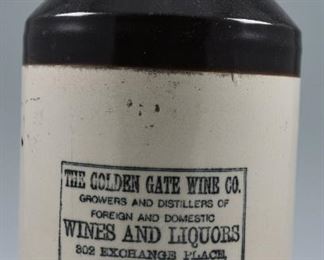 THE GOLDEN GATE WINE CO.
GROWERS AND DISTILLERS OF
FOREIGN AND DOMESTIC
WINES AND LIQUORS
302 EXCHANGE PLACE,